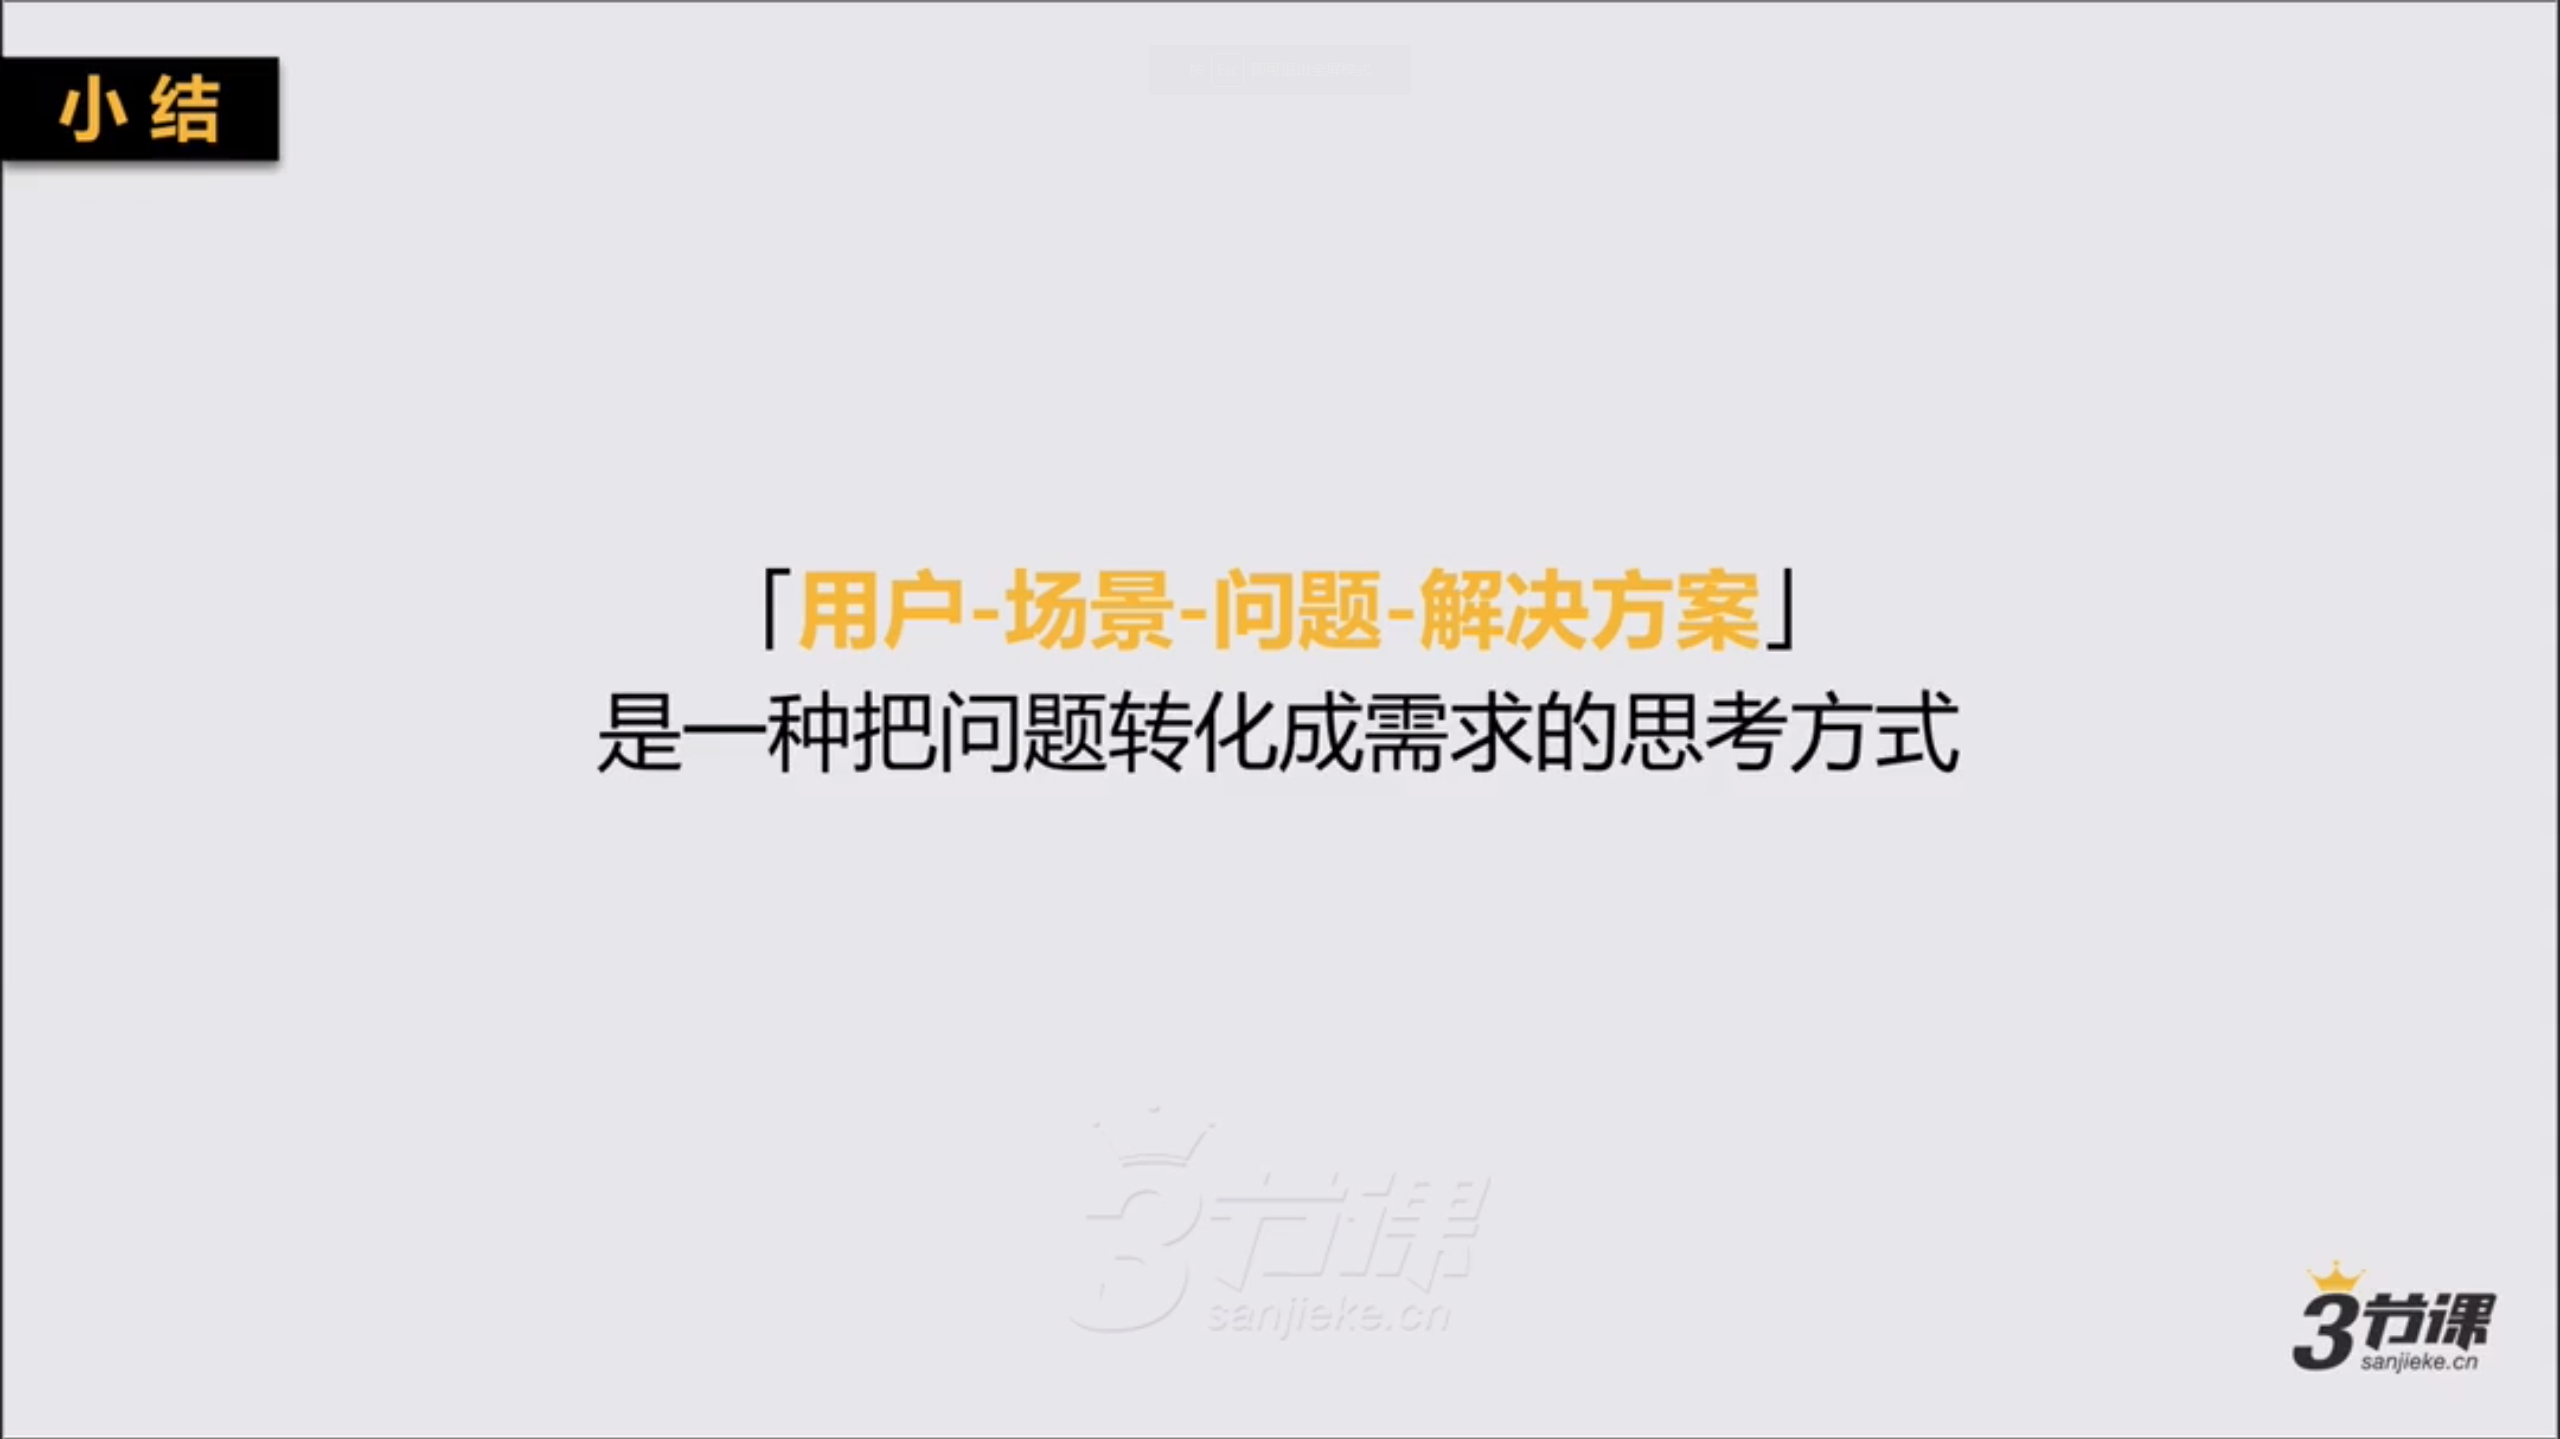 小结
「用户-场景-问题-解决方案」
是一种把问题转化成需求的思考方式
3节课
sanjieke.cn
3节课
sanjieke.cn